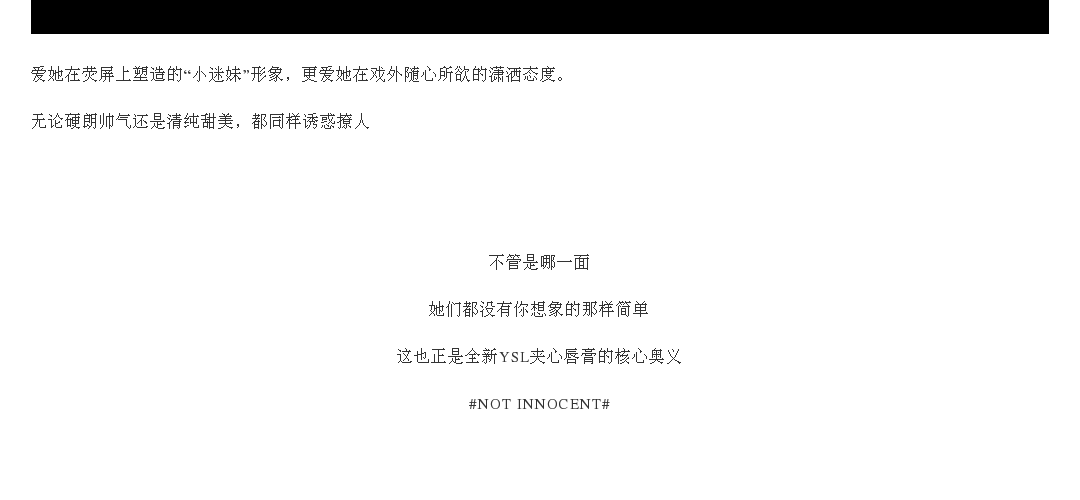 爱她在荧屏上塑造的“小迷妹”形象，更爱她在戏外随心所欲的潇洒态度。
无论硬朗帅气还是清纯甜美，都同样诱惑撩人
不管是哪一面
她们都没有你想象的那样简单
这也正是全新YSL夹心唇膏的核心奥义
#NOT INNOCENT#